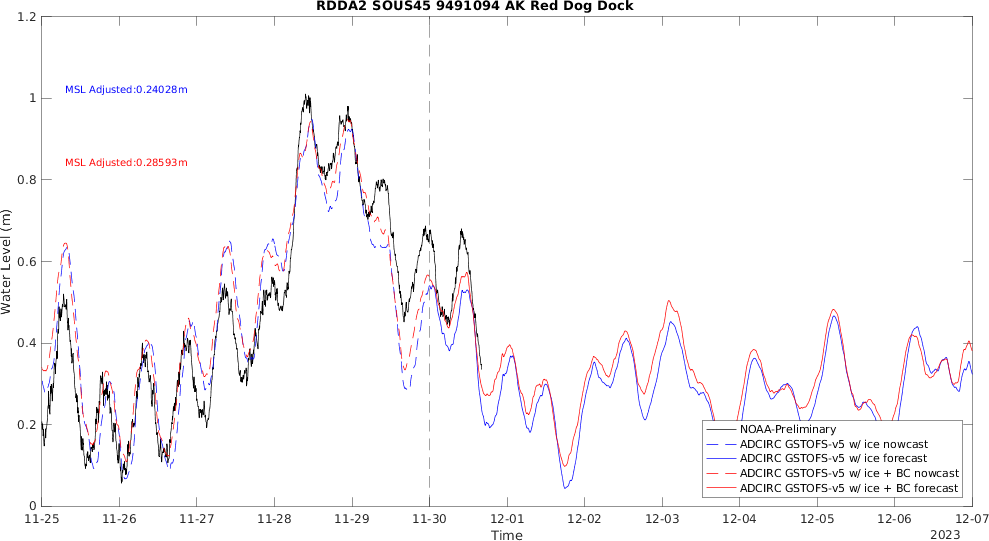 RDDA2 SOUS45 9491094 AK Red Dog Dock
Water Level (m)
1.2
1
0.8
0.6
0.4
0.2
0
MSL Adjusted:0.24028m
MSL Adjusted:0.28593m
NOAA-Preliminary
ADCIRC GSTOFS-v5 w/ ice nowcast
ADCIRC GSTOFS-v5 w/ ice forecast
ADCIRC GSTOFS-v5 w/ ice + BC nowcast
ADCIRC GSTOFS-v5 w/ ice + BC forecast
11-25 11-26 11-27 11-28 11-29 11-30 12-01 12-02 12-03 12-04 12-05 12-06 12-07
Time
2023